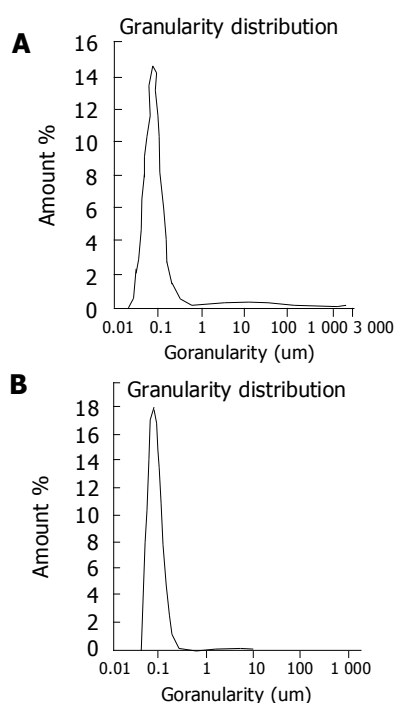 A
Granularity distribution
Amount %
16
14
12
10
8
6
4
2
0
0.01 0.1 1 10 100 1 000 3 000
Goranularity (um)
B
Granularity distribution
Amount %
18
16
14
12
10
8
6
4
2
0
0.01 0.1 1 10 100 1 000
Goranularity (um)